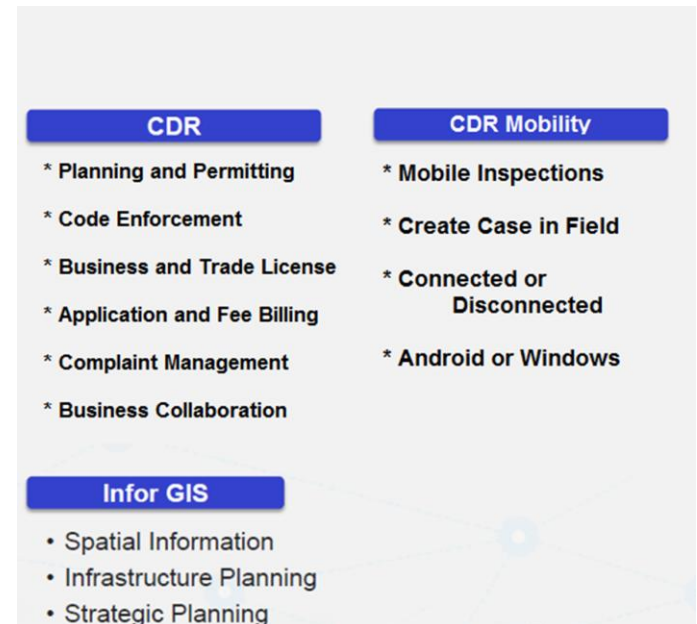 CDR
* Planning and Permitting
* Code Enforcement
* Business and Trade License
* Application and Fee Billing
* Complaint Management
* Business Collaboration
CDR Mobility
* Mobile Inspections
* Create Case in Field
* Connected or
Disconnected
* Android or Windows
Infor GIS
• Spatial Information
• Infrastructure Planning
• Strategic Planning